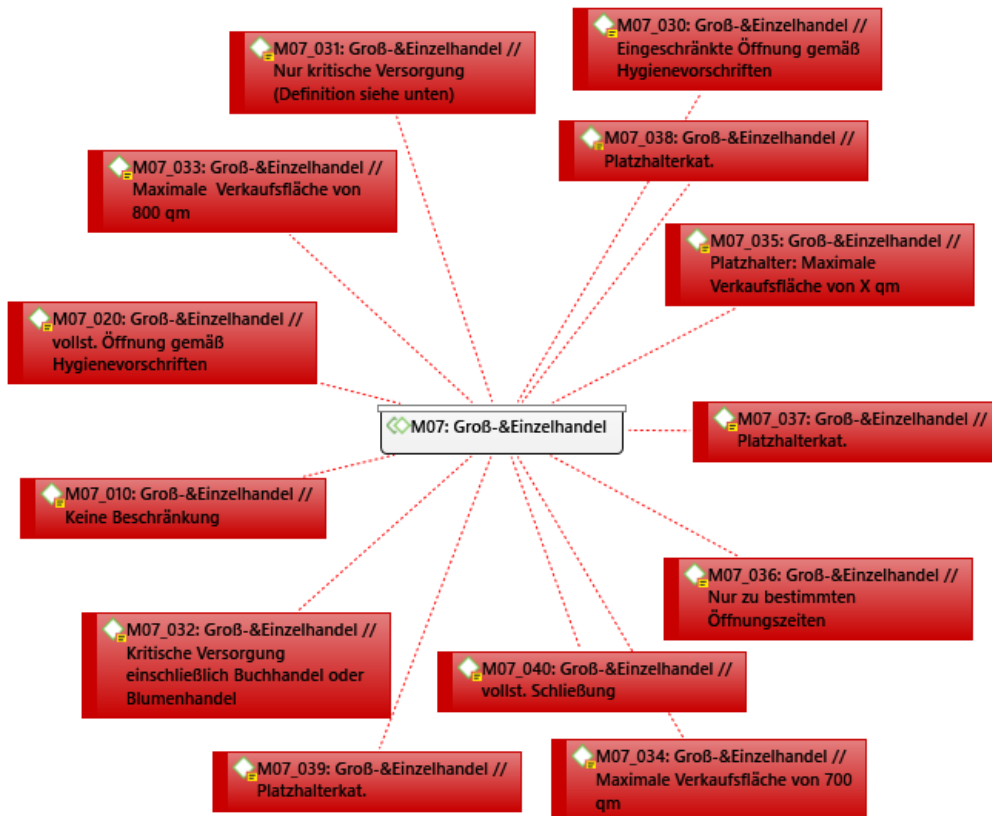 M07_031: Groß-&Einzelhandel //
Nur kritische Versorgung
(Definition siehe unten)
M07_030: Groß-&Einzelhandel //
Eingeschränkte Öffnung gemäß
Hygienevorschriften
M07_038: Groß-&Einzelhandel //
Platzhalterkat.
M07_033: Groß-&Einzelhandel //
Maximale  Verkaufsfläche von
800 qm
M07_035: Groß-&Einzelhandel //
Platzhalter: Maximale
Verkaufsfläche von X qm
M07_020: Groß-&Einzelhandel //
vollst. Öffnung gemäß
Hygienevorschriften
M07: Groß-&Einzelhandel
M07_037: Groß-&Einzelhandel //
Platzhalterkat.
M07_010: Groß-&Einzelhandel //
Keine Beschränkung
M07_036: Groß-&Einzelhandel //
Nur zu bestimmten
Öffnungszeiten
M07_032: Groß-&Einzelhandel //
Kritische Versorgung
einschließlich Buchhandel oder
Blumenhandel
M07_040: Groß-&Einzelhandel //
vollst. Schließung
M07_039: Groß-&Einzelhandel //
Platzhalterkat.
M07_034: Groß-&Einzelhandel //
Maximale Verkaufsfläche von 700
qm